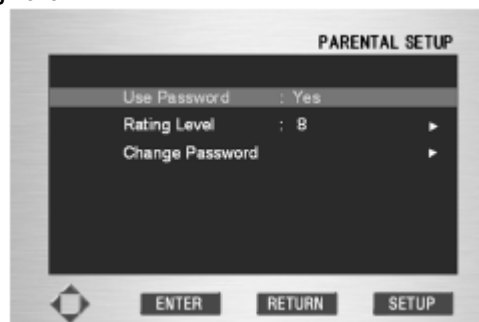 PARENTAL SETUP
Use Password : Yes
Rating Level : 8
Change Password
ENTER RETURN SETUP